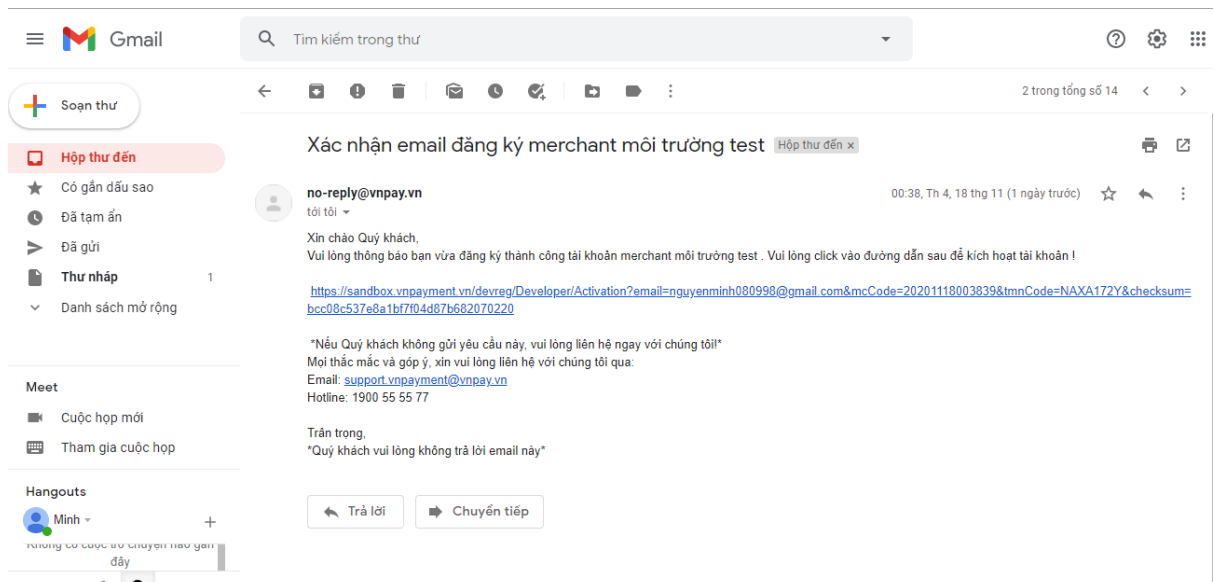 Gmail
Tìm kiếm trong thư
Soạn thư
2 trong tổng số 14
Hộp thư đến
Có gắn dấu sao
Đã tạm ẩn
Đã gửi
Thư nháp 1
Danh sách mở rộng
Meet
Cuộc họp mới
Tham gia cuộc họp
Hangouts
Minh
Không có cuộc trò chuyện nào gần
đây
Xác nhận email đăng ký merchant môi trường test Hộp thư đến x
no-reply@vnpay.vn 00:38, Th 4, 18 thg 11 (1 ngày trước)
tới tôi
Xin chào Quý khách,
Vui lòng thông báo bạn vừa đăng ký thành công tài khoản merchant môi trường test . Vui lòng click vào đường dẫn sau để kích hoạt tài khoản !
https://sandbox.vnpayment.vn/devreg/Developer/Activation?email=nguyenminh080998@gmail.com&mcCode=20201118003839&tmnCode=NAXA172Y&checksum=
bcc08c537e8a1bf7f04d87b682070220
*Nếu Quý khách không gửi yêu cầu này, vui lòng liên hệ ngay với chúng tôi!*
Mọi thắc mắc và góp ý, xin vui lòng liên hệ với chúng tôi qua:
Email: support.vnpayment@vnpay.vn
Hotline: 1900 55 55 77
Trân trọng,
*Quý khách vui lòng không trả lời email này*
Trả lời
Chuyển tiếp